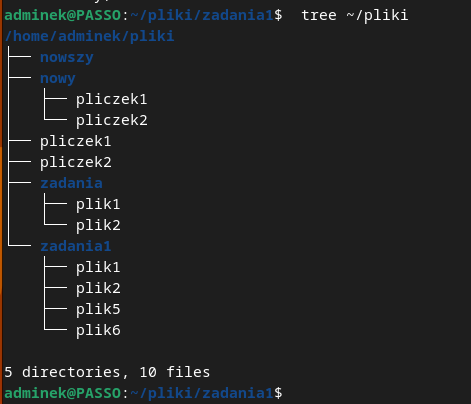 adminek@PASSO:~/pliki/zadania1$  tree ~/pliki
/home/adminek/pliki
├── nowszy
├── nowy
│   ├── pliczek1
│   └── pliczek2
├── pliczek1
├── pliczek2
├── zadania
│   ├── plik1
│   └── plik2
└── zadania1
    ├── plik1
    ├── plik2
    ├── plik5
    └── plik6

5 directories, 10 files
adminek@PASSO:~/pliki/zadania1$